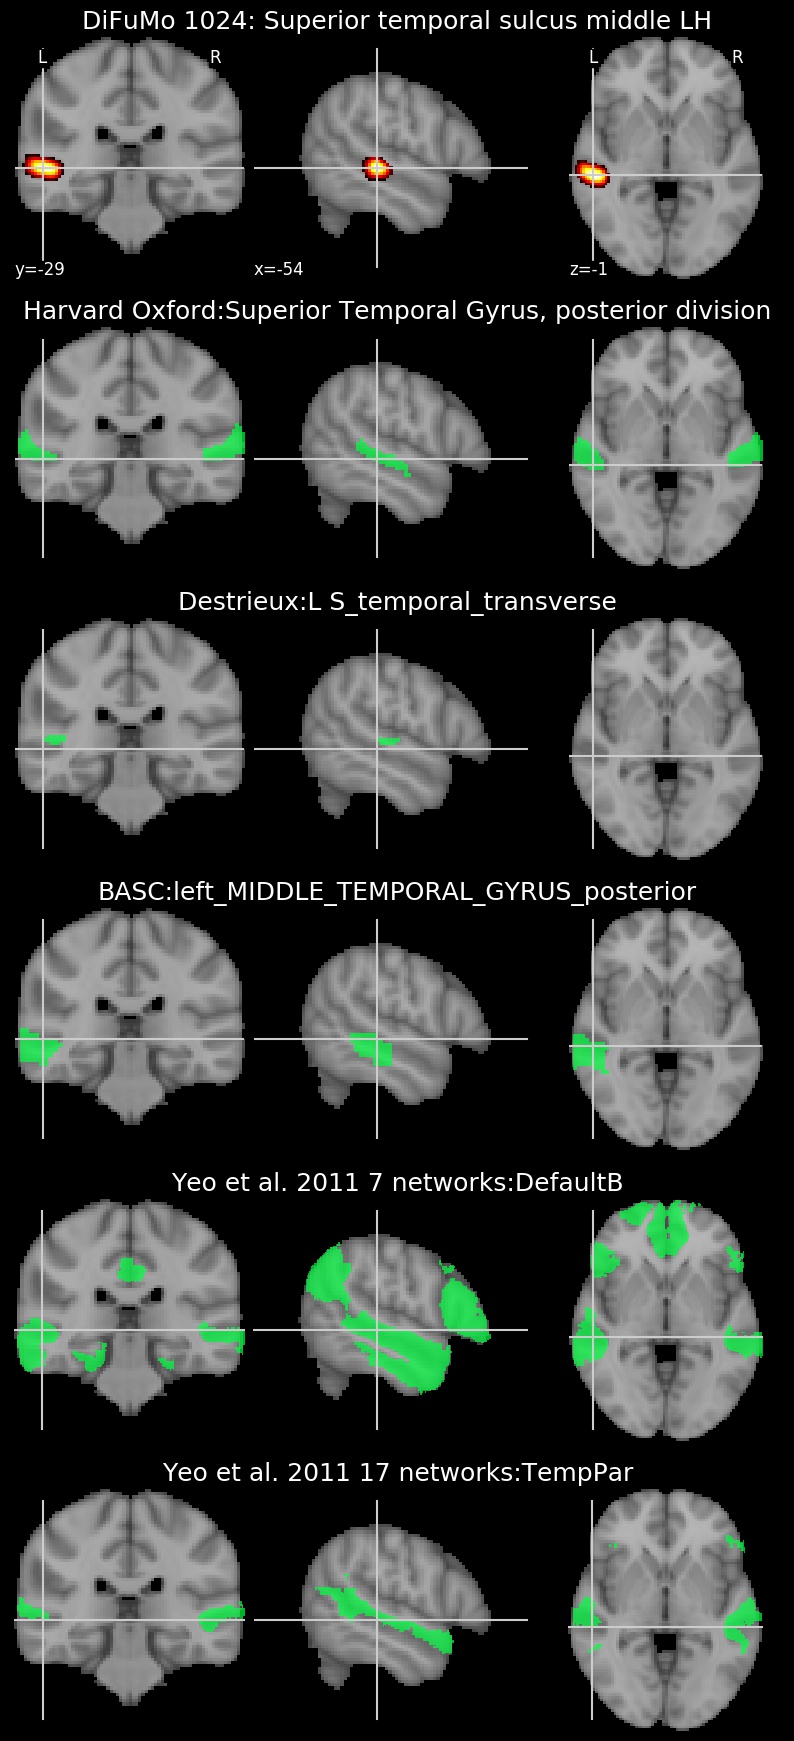 DiFuMo 1024: Superior temporal sulcus middle LH
L R L R
y=-29 x=-54 z=-1
Harvard Oxford:Superior Temporal Gyrus, posterior division
Destrieux:L S_temporal_transverse
BASC:left_MIDDLE_TEMPORAL_GYRUS_posterior
Yeo et al. 2011 7 networks:DefaultB
Yeo et al. 2011 17 networks:TempPar